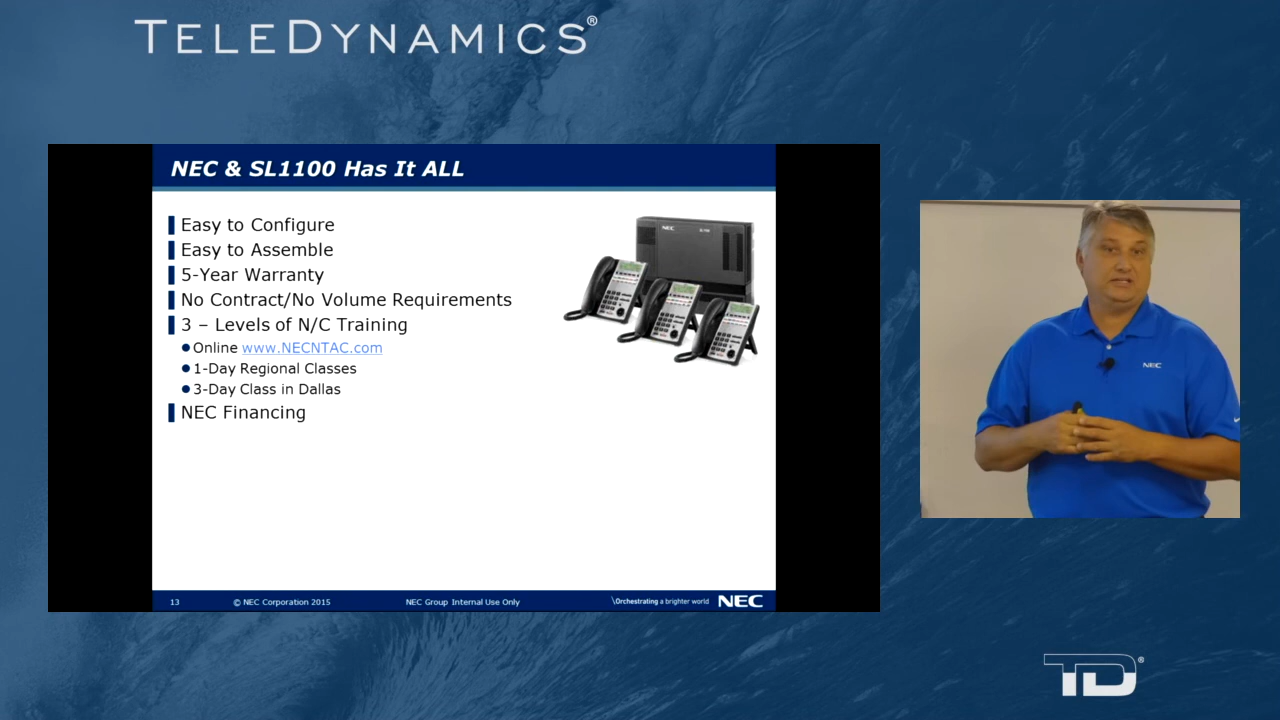 TELEDYNAMICS®
NEC & SL1100 Has It ALL
Easy to Configure
Easy to Assemble
5-Year Warranty
No Contract/No Volume Requirements
3 – Levels of N/C Training
Online www.NECNTAC.com
1-Day Regional Classes
3-Day Class in Dallas
NEC Financing
NEC
NEC
13 © NEC Corporation 2015 NEC Group Internal Use Only \Orchestrating a brighter world NEC
TD®